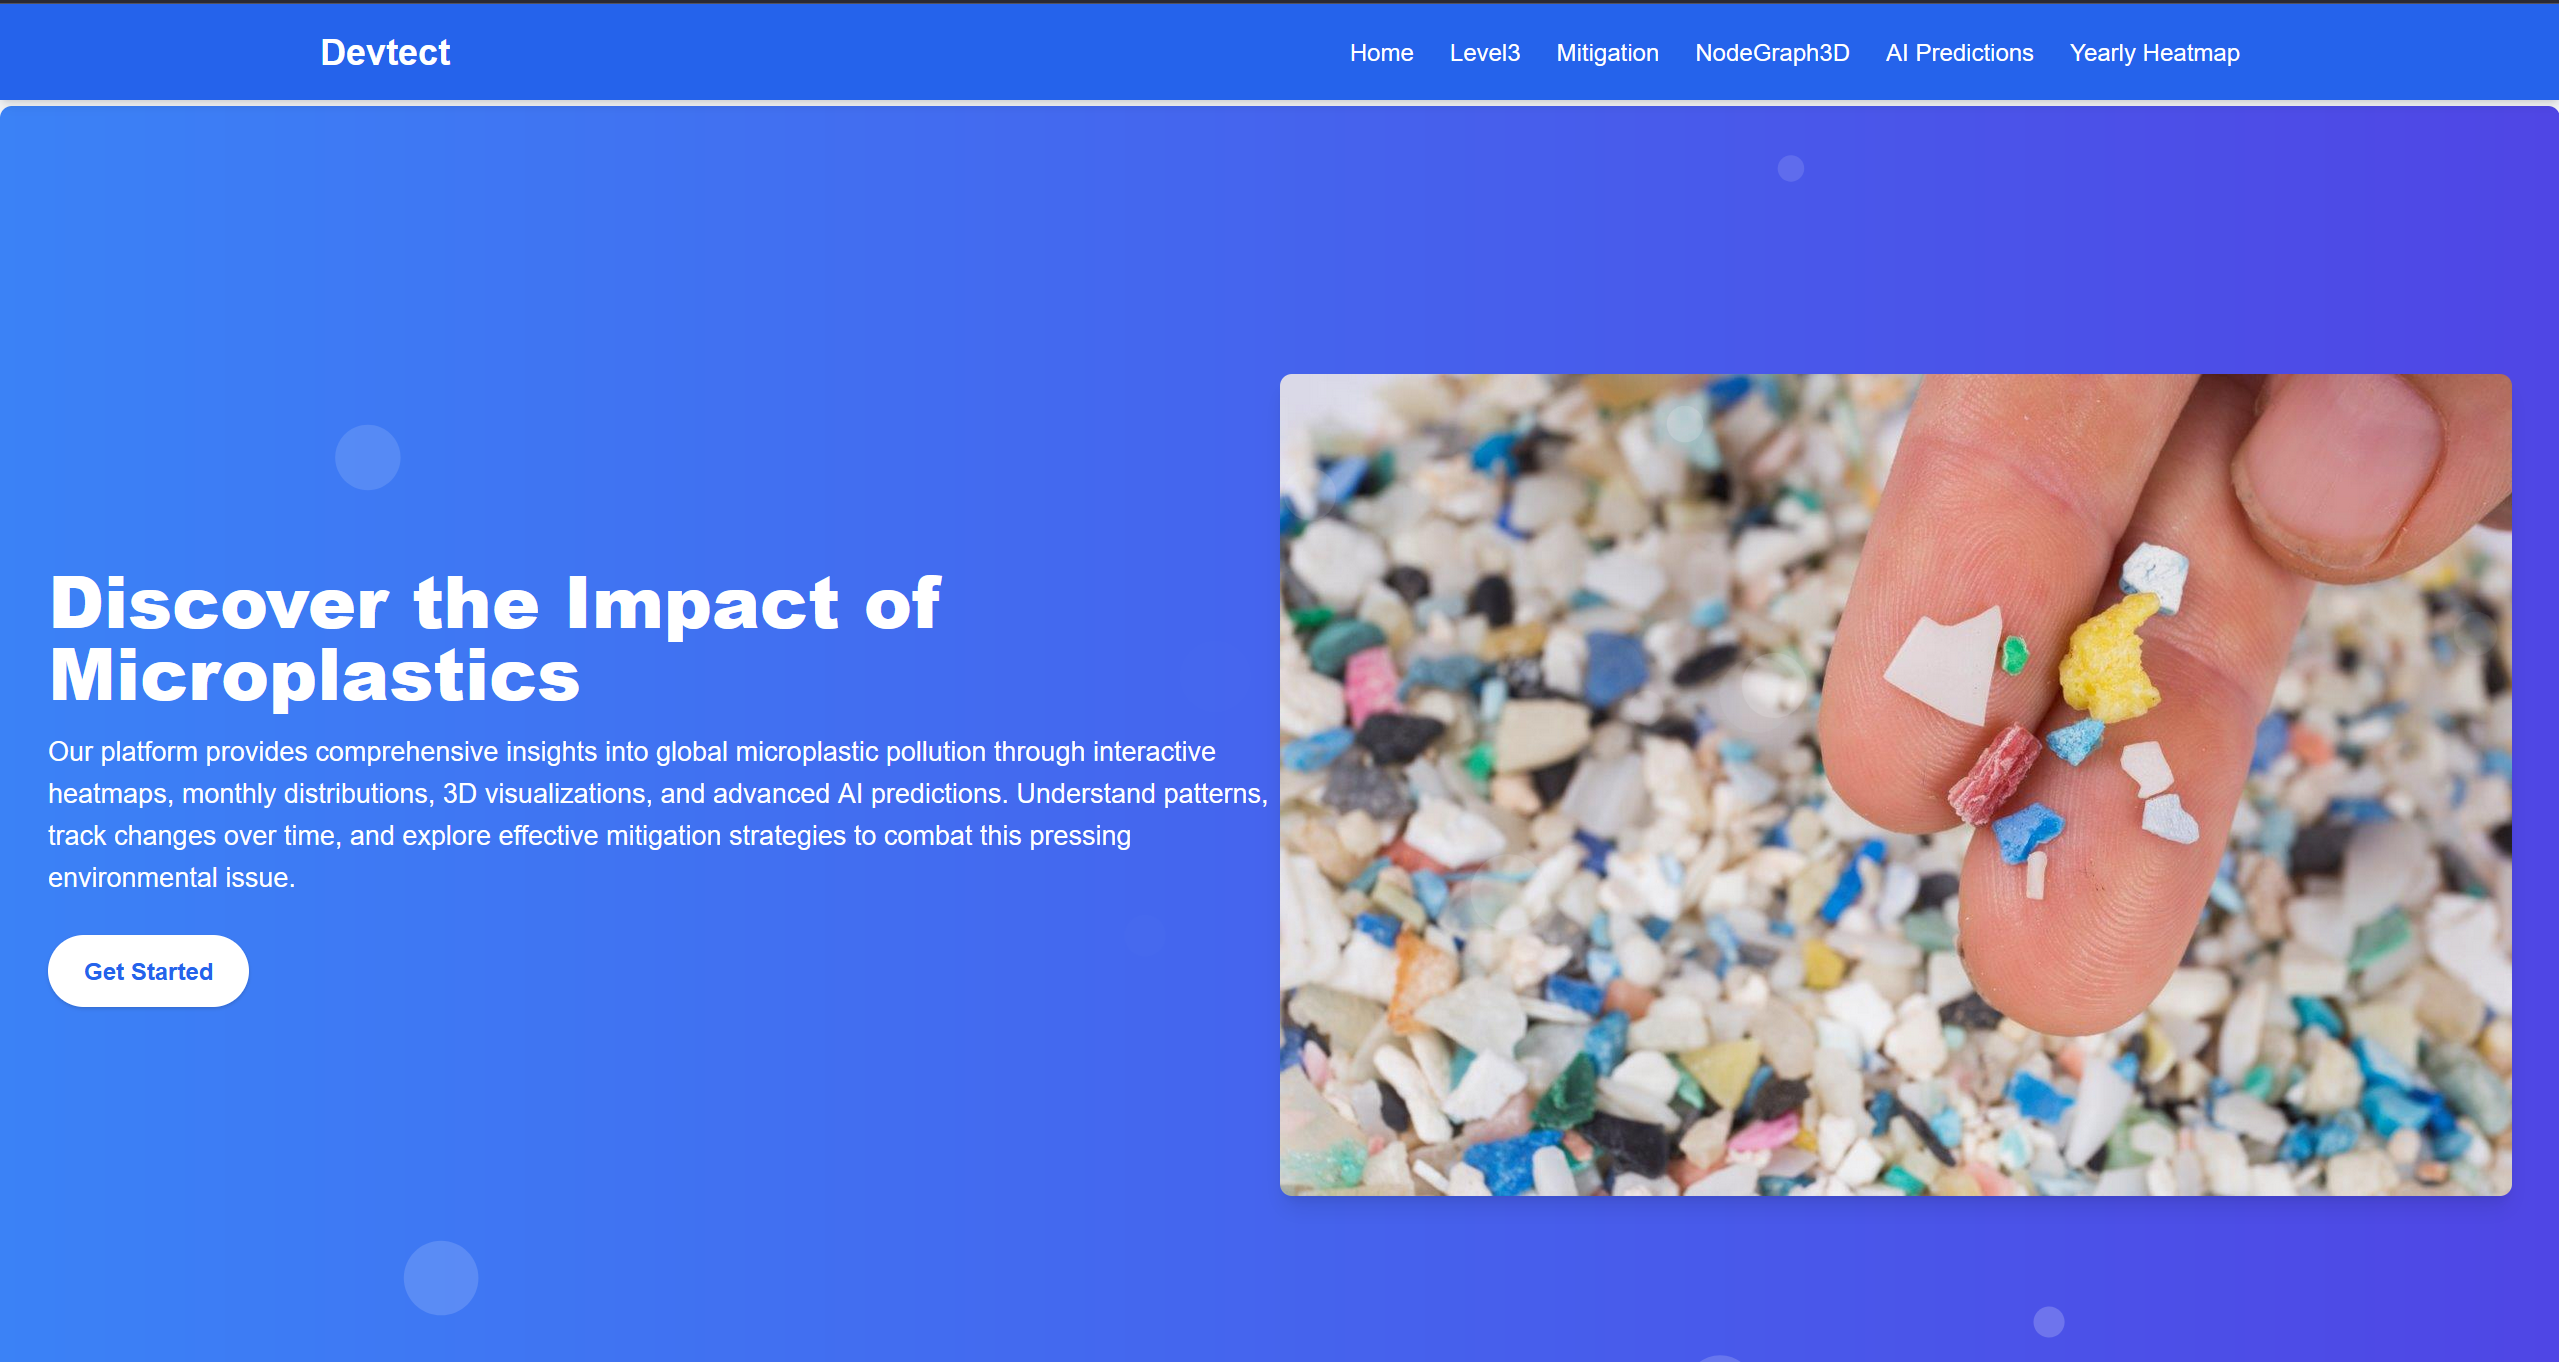 Devtect
Home Level3 Mitigation NodeGraph3D AI Predictions Yearly Heatmap
Discover the Impact of
Microplastics
Our platform provides comprehensive insights into global microplastic pollution through interactive
heatmaps, monthly distributions, 3D visualizations, and advanced AI predictions. Understand patterns,
track changes over time, and explore effective mitigation strategies to combat this pressing
environmental issue.
Get Started